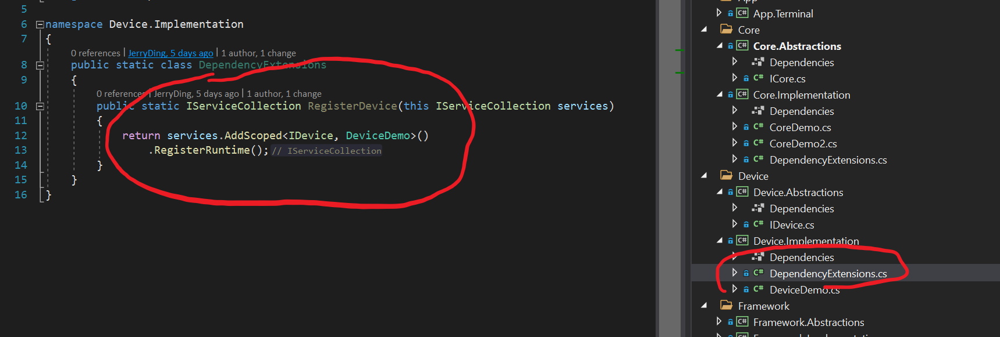 5
6 namespace Device.Implementation
7 {
0 references | JerryDing, 5 days ago | 1 author, 1 change
8 public static class DependencyExtensions
9 {
0 references | JerryDing, 5 days ago | 1 author, 1 change
10 public static IServiceCollection RegisterDevice(this IServiceCollection services)
11 {
12 return services.AddScoped<IDevice, DeviceDemo>()
13 .RegisterRuntime(); // IServiceCollection
14 }
15 }
16 }
App
C# App.Terminal
Core
C# Core.Abstractions
Dependencies
C# ICore.cs
C# Core.Implementation
Dependencies
C# CoreDemo.cs
C# CoreDemo2.cs
C# DependencyExtensions.cs
Device
C# Device.Abstractions
Dependencies
C# IDevice.cs
C# Device.Implementation
Dependencies
C# DependencyExtensions.cs
C# DeviceDemo.cs
Framework
C# Framework.Abstractions